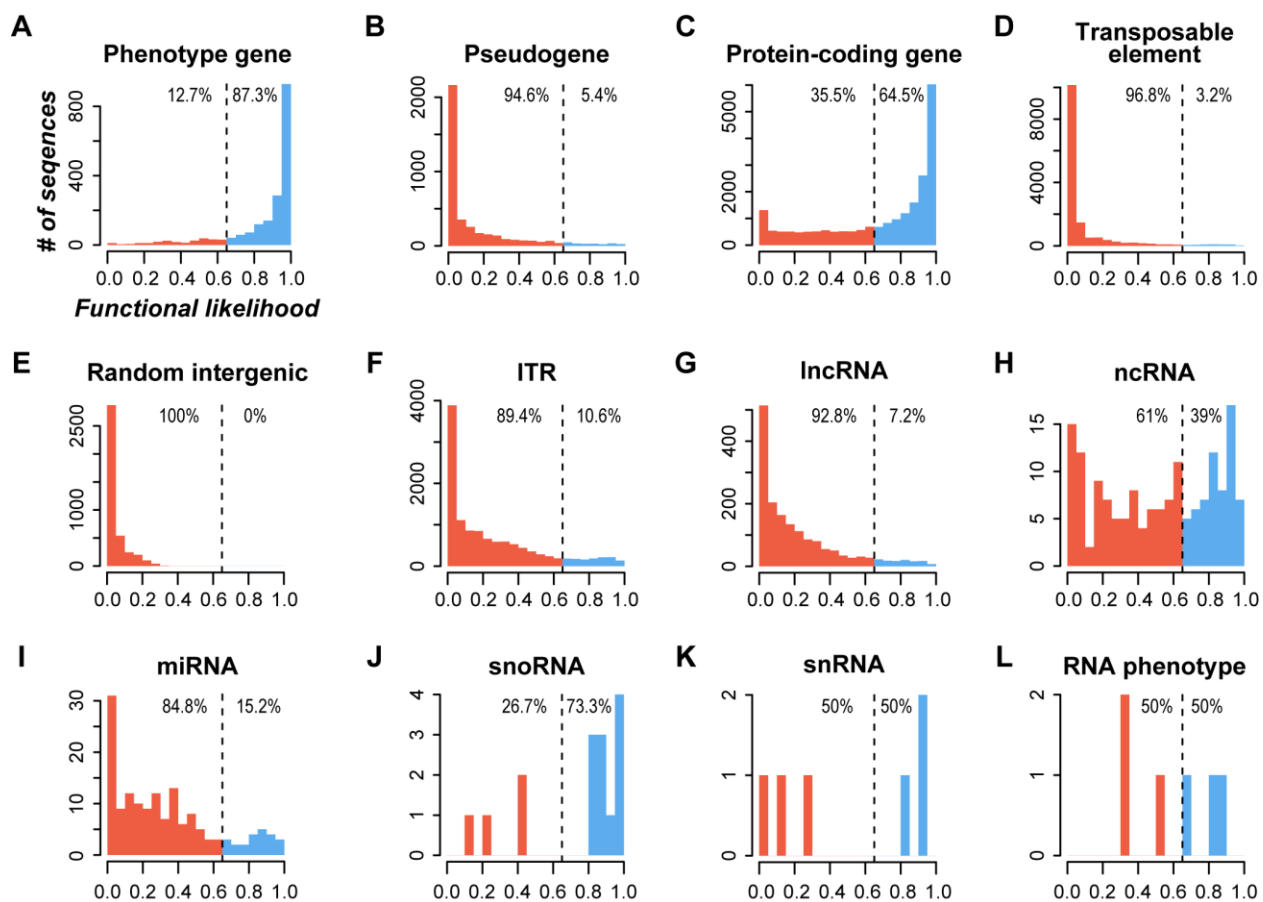 A
Phenotype gene
12.7% 87.3%
800
400
0
# of seqences
0.0 0.2 0.4 0.6 0.8 1.0
Functional likelihood
B
Pseudogene
94.6% 5.4%
2000
1000
0
0.0 0.2 0.4 0.6 0.8 1.0
C
Protein-coding gene
35.5% 64.5%
5000
2000
0
0.0 0.2 0.4 0.6 0.8 1.0
D
Transposable
element
96.8% 3.2%
8000
4000
0
0.0 0.2 0.4 0.6 0.8 1.0
E
Random intergenic
100% 0%
2500
1000
0
0.0 0.2 0.4 0.6 0.8 1.0
F
ITR
89.4% 10.6%
4000
2000
0
0.0 0.2 0.4 0.6 0.8 1.0
G
lncRNA
92.8% 7.2%
400
200
0
0.0 0.2 0.4 0.6 0.8 1.0
H
ncRNA
61% 39%
15
10
5
0
0.0 0.2 0.4 0.6 0.8 1.0
I
miRNA
84.8% 15.2%
30
20
10
0
0.0 0.2 0.4 0.6 0.8 1.0
J
snoRNA
26.7% 73.3%
4
3
2
1
0
0.0 0.2 0.4 0.6 0.8 1.0
K
snRNA
50% 50%
2
1
0
0.0 0.2 0.4 0.6 0.8 1.0
L
RNA phenotype
50% 50%
2
1
0
0.0 0.2 0.4 0.6 0.8 1.0